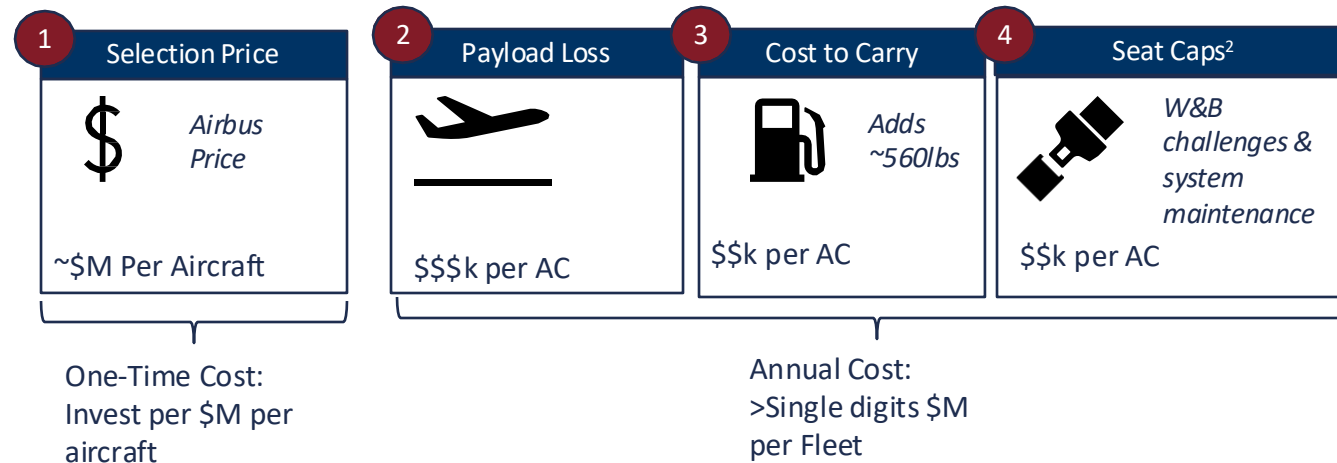 1
Selection Price
$
Airbus
Price
~$M Per Aircraft
2
Payload Loss
$$$k per AC
3
Cost to Carry
Adds
~560lbs
$$k per AC
4
Seat Caps²
W&B
challenges &
system
maintenance
$$k per AC
One-Time Cost:
Invest per $M per
aircraft
Annual Cost:
>Single digits $M
per Fleet